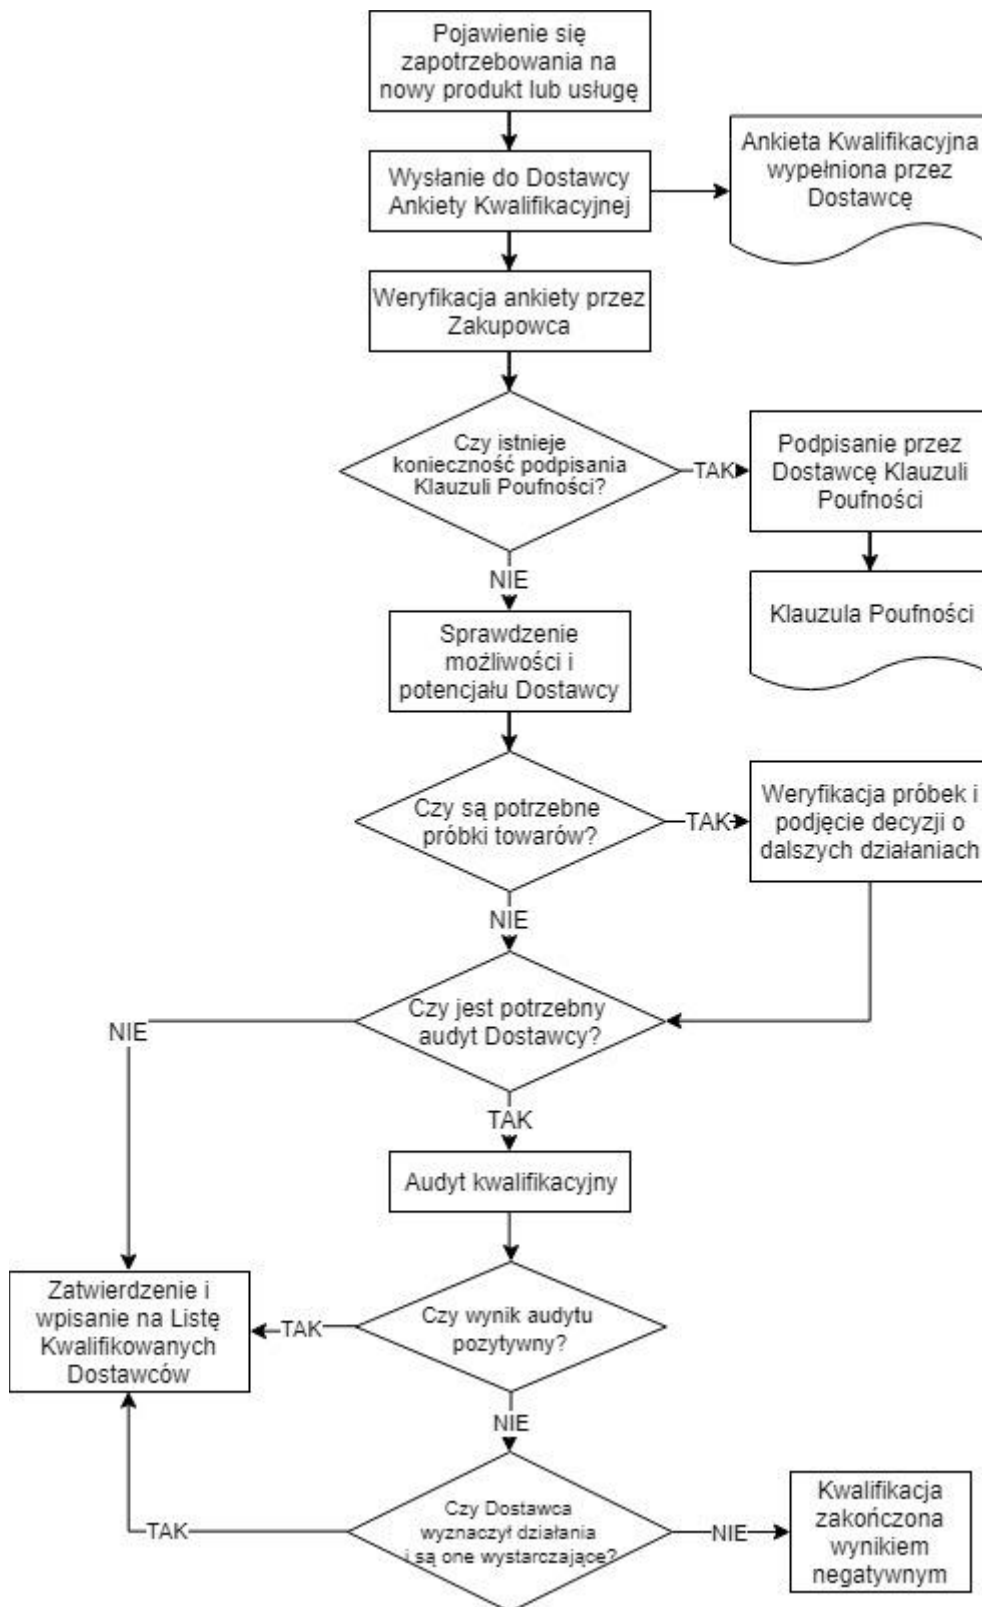 Pojawienie się
zapotrzebowania na
nowy produkt lub usługę
Wysłanie do Dostawcy
Ankiety Kwalifikacyjnej
Ankieta Kwalifikacyjna
wypełniona przez
Dostawcę
Weryfikacja ankiety przez
Zakupowca
Czy istnieje
konieczność podpisania
Klauzuli Poufności?
TAK
Podpisanie przez
Dostawcę Klauzuli
Poufności
NIE
Klauzula Poufności
Sprawdzenie
możliwości i
potencjału Dostawcy
Czy są potrzebne
próbki towarów?
TAK
Weryfikacja próbek i
podjęcie decyzji o
dalszych działaniach
NIE
Czy jest potrzebny
audyt Dostawcy?
NIE
TAK
Audyt kwalifikacyjny
Zatwierdzenie i
wpisanie na Listę
Kwalifikowanych
Dostawców
TAK
Czy wynik audytu
pozytywny?
NIE
Czy Dostawca
wyznaczył działania
i są one wystarczające?
TAK
NIE
Kwalifikacja
zakończona
wynikiem
negatywnym